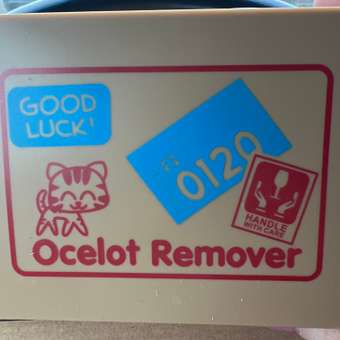 GOOD
LUCK!
0120
HANDLE
WITH CARE
Ocelot Remover